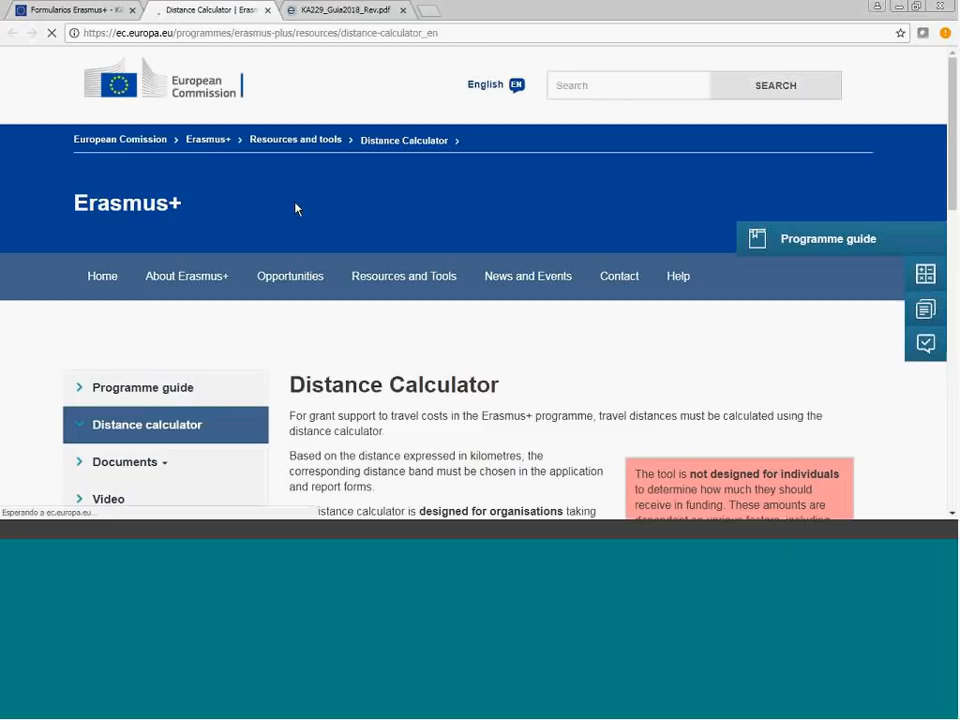 Formularios Erasmus+ - K
Distance Calculator | Eras
KA229_Guia2018_Rev.pdf
https://ec.europa.eu/programmes/erasmus-plus/resources/distance-calculator_en
European
Commission
English EN
Search
SEARCH
European Comission > Erasmus+ > Resources and tools > Distance Calculator >
Erasmus+
Programme guide
Home About Erasmus+ Opportunities Resources and Tools News and Events Contact Help
Programme guide
Distance calculator
Documents
Video
Distance Calculator
For grant support to travel costs in the Erasmus+ programme, travel distances must be calculated using the
distance calculator.
Based on the distance expressed in kilometres, the
corresponding distance band must be chosen in the application
and report forms.
istance calculator is designed for organisations taking
The tool is not designed for individuals
to determine how much they should
receive in funding. These amounts are
dependent on various factors, including
Esperando a ec.europa.eu...